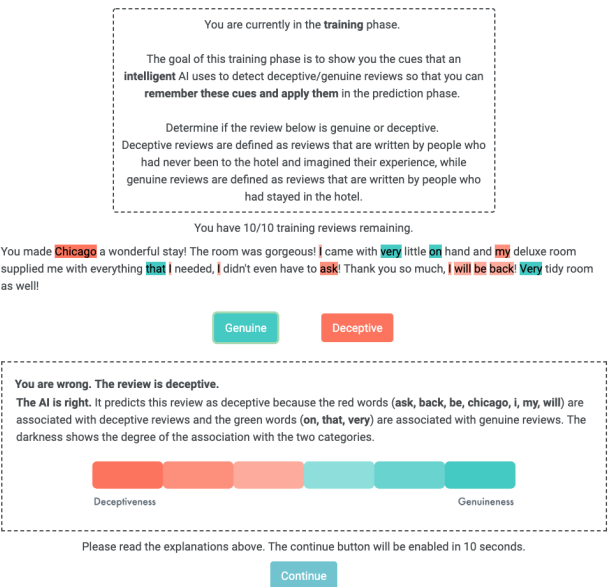 You are currently in the training phase.
The goal of this training phase is to show you the cues that an
intelligent AI uses to detect deceptive/genuine reviews so that you can
remember these cues and apply them in the prediction phase.
Determine if the review below is genuine or deceptive.
Deceptive reviews are defined as reviews that are written by people who
had never been to the hotel and imagined their experience, while
genuine reviews are defined as reviews that are written by people who
had stayed in the hotel.
You have 10/10 training reviews remaining.
You made Chicago a wonderful stay! The room was gorgeous! I came with very little on hand and my deluxe room
supplied me with everything that I needed, I didn't even have to ask! Thank you so much, I will be back! Very tidy room
as well!
Genuine Deceptive
You are wrong. The review is deceptive.
The AI is right. It predicts this review as deceptive because the red words (ask, back, be, chicago, i, my, will) are
associated with deceptive reviews and the green words (on, that, very) are associated with genuine reviews. The
darkness shows the degree of the association with the two categories.
Deceptiveness Genuineness
Please read the explanations above. The continue button will be enabled in 10 seconds.
Continue